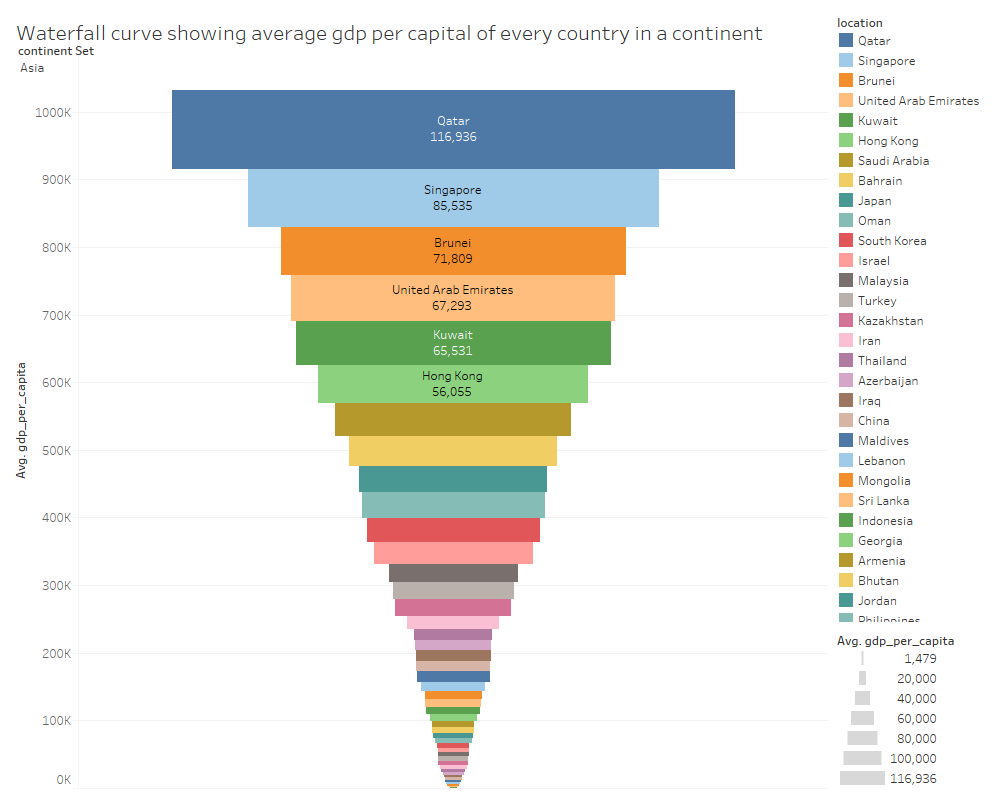 Waterfall curve showing average gdp per capital of every country in a continent
continent Set
Asia
Avg. gdp_per_capita
1000K
900K
800K
700K
600K
500K
400K
300K
200K
100K
0K
Qatar
116,936
Singapore
85,535
Brunei
71,809
United Arab Emirates
67,293
Kuwait
65,531
Hong Kong
56,055
location
Qatar
Singapore
Brunei
United Arab Emirates
Kuwait
Hong Kong
Saudi Arabia
Bahrain
Japan
Oman
South Korea
Israel
Malaysia
Turkey
Kazakhstan
Iran
Thailand
Azerbaijan
Iraq
China
Maldives
Lebanon
Mongolia
Sri Lanka
Indonesia
Georgia
Armenia
Bhutan
Jordan
Philippines
Avg. gdp_per_capita
1,479
20,000
40,000
60,000
80,000
100,000
116,936